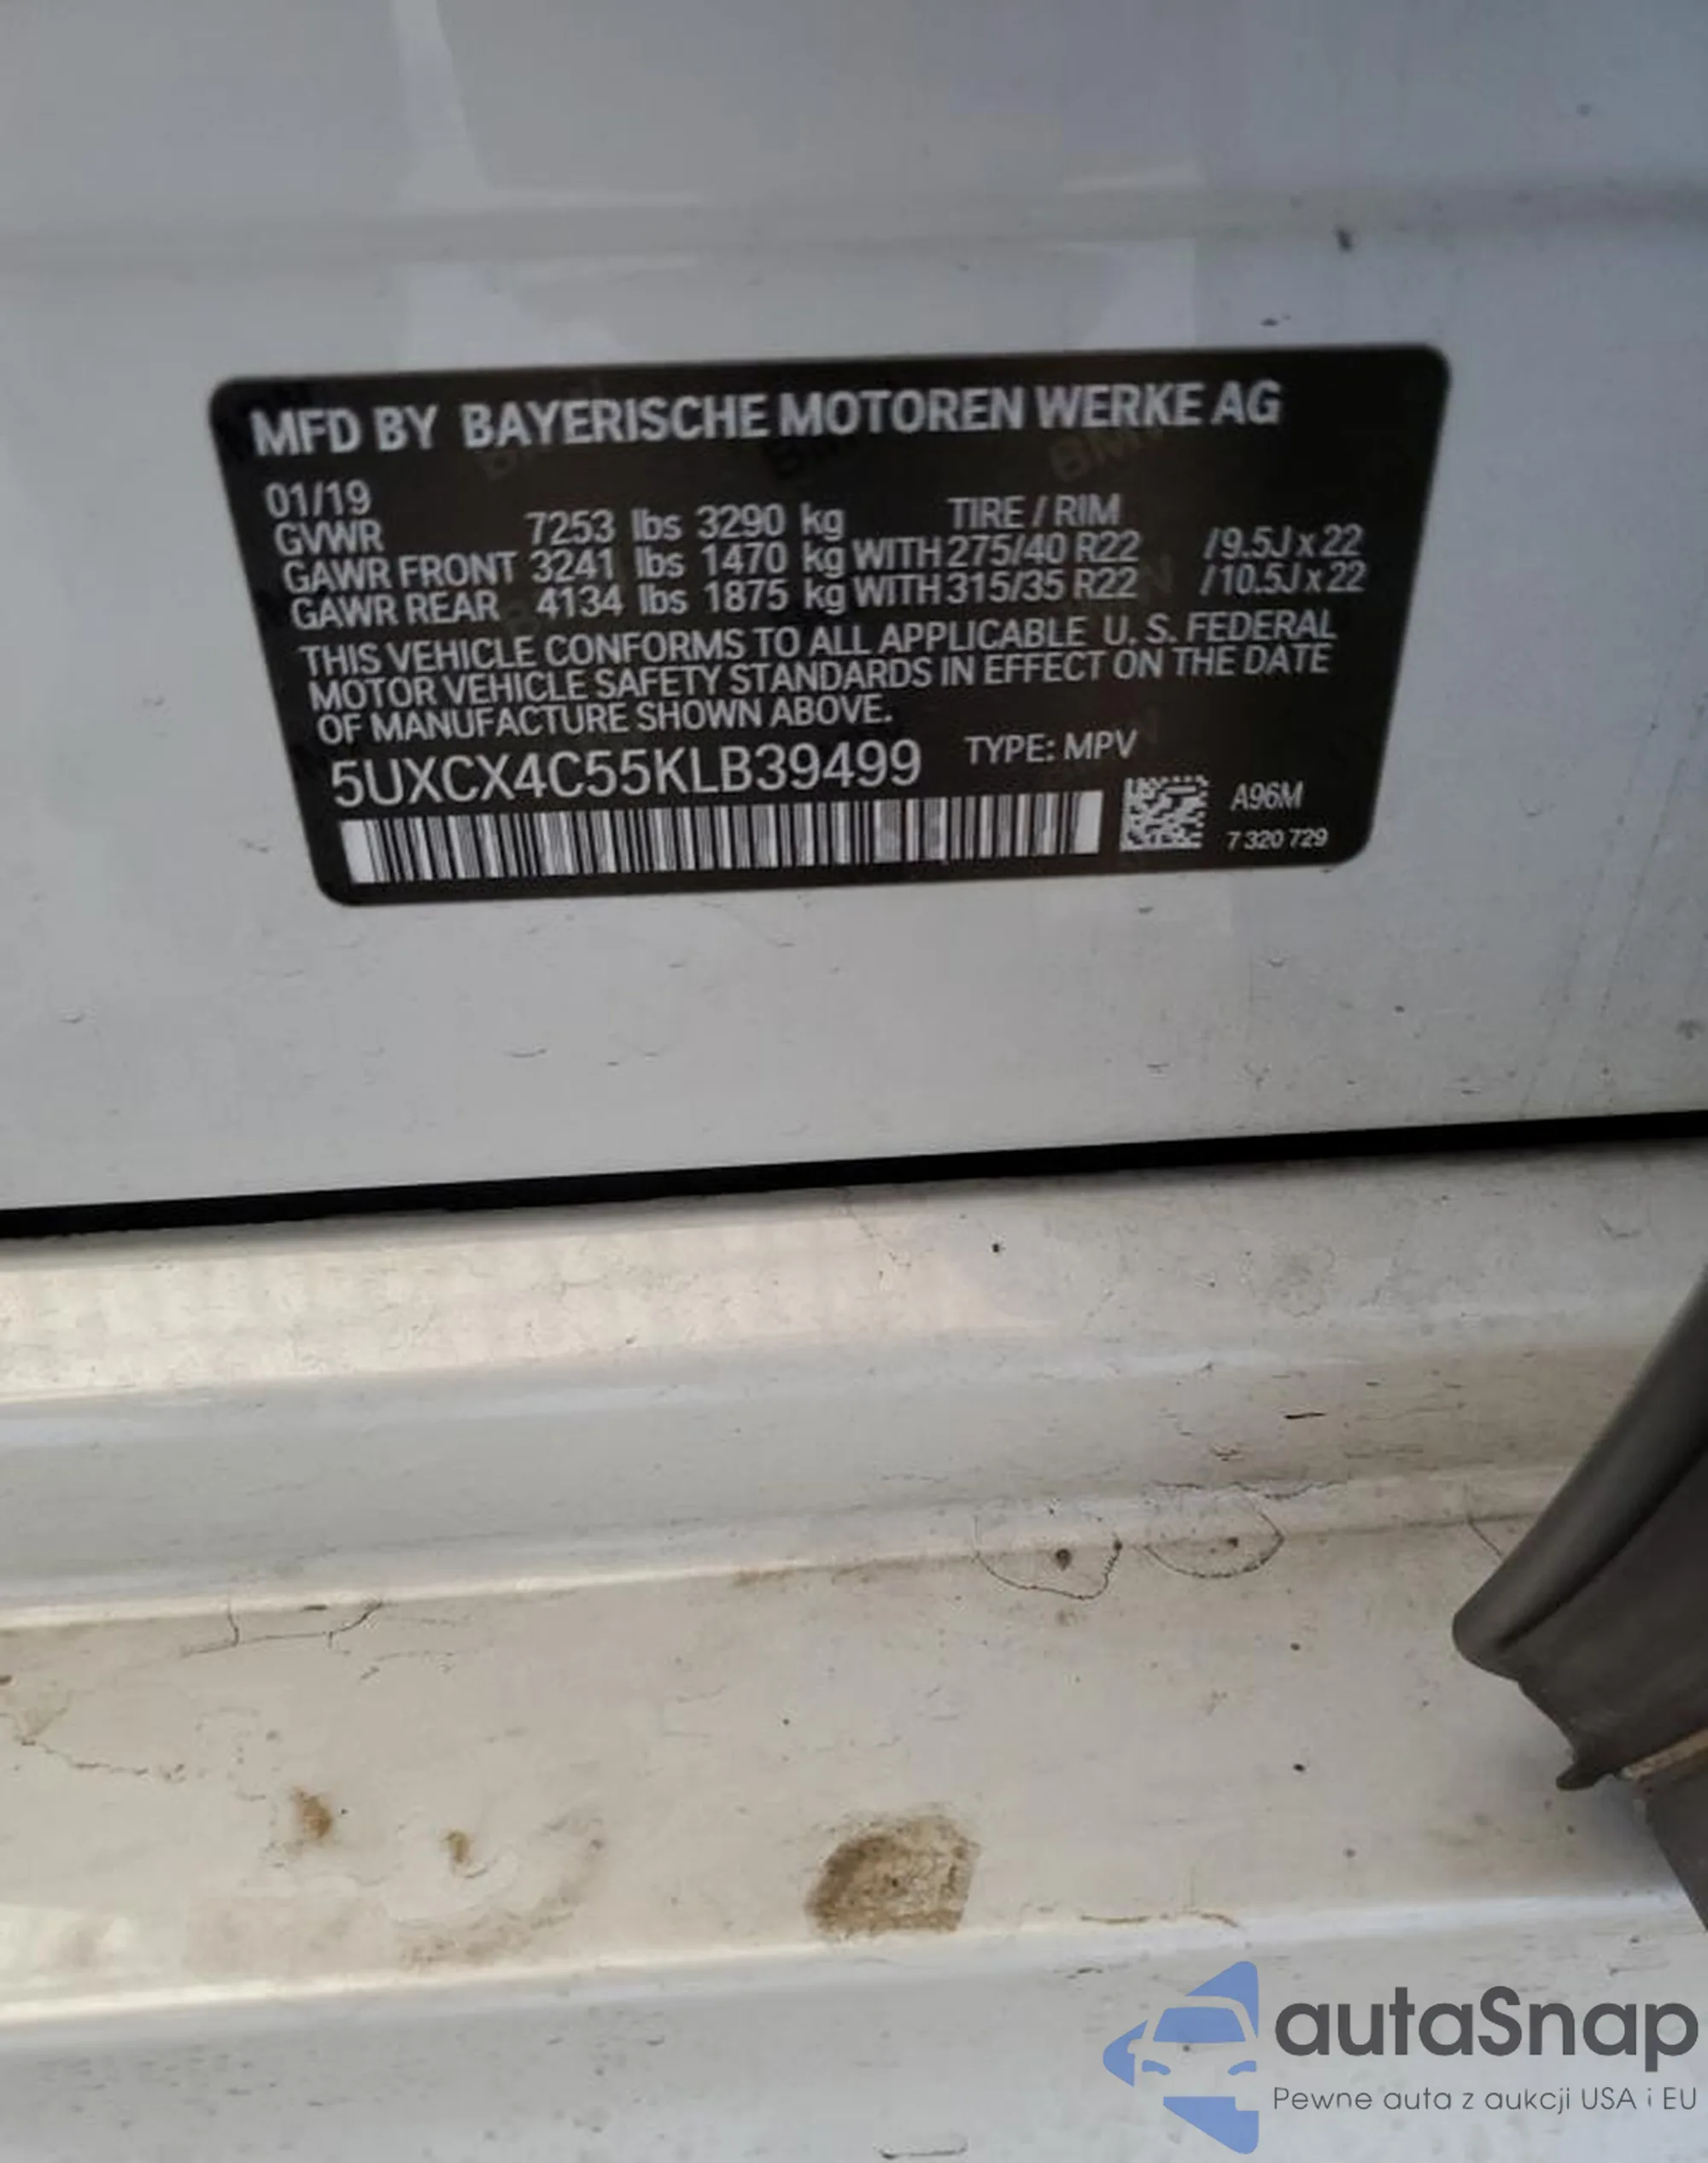 MFD BY BAYERISCHE MOTOREN WERKE AG
01/19 TIRE / RIM
GVWR 7253 lbs 3290 kg
GAWR FRONT 3241 lbs 1470 kg WITH 275/40 R22 /9.5J x 22
GAWR REAR 4134 lbs 1875 kg WITH 315/35 R22 /10.5J x 22
THIS VEHICLE CONFORMS TO ALL APPLICABLE U. S. FEDERAL
MOTOR VEHICLE SAFETY STANDARDS IN EFFECT ON THE DATE
OF MANUFACTURE SHOWN ABOVE.
5UXCX4C55KLB39499 TYPE: MPV
A96M
7 320 729
autaSnap
Pewne auta z aukcji USA i EU